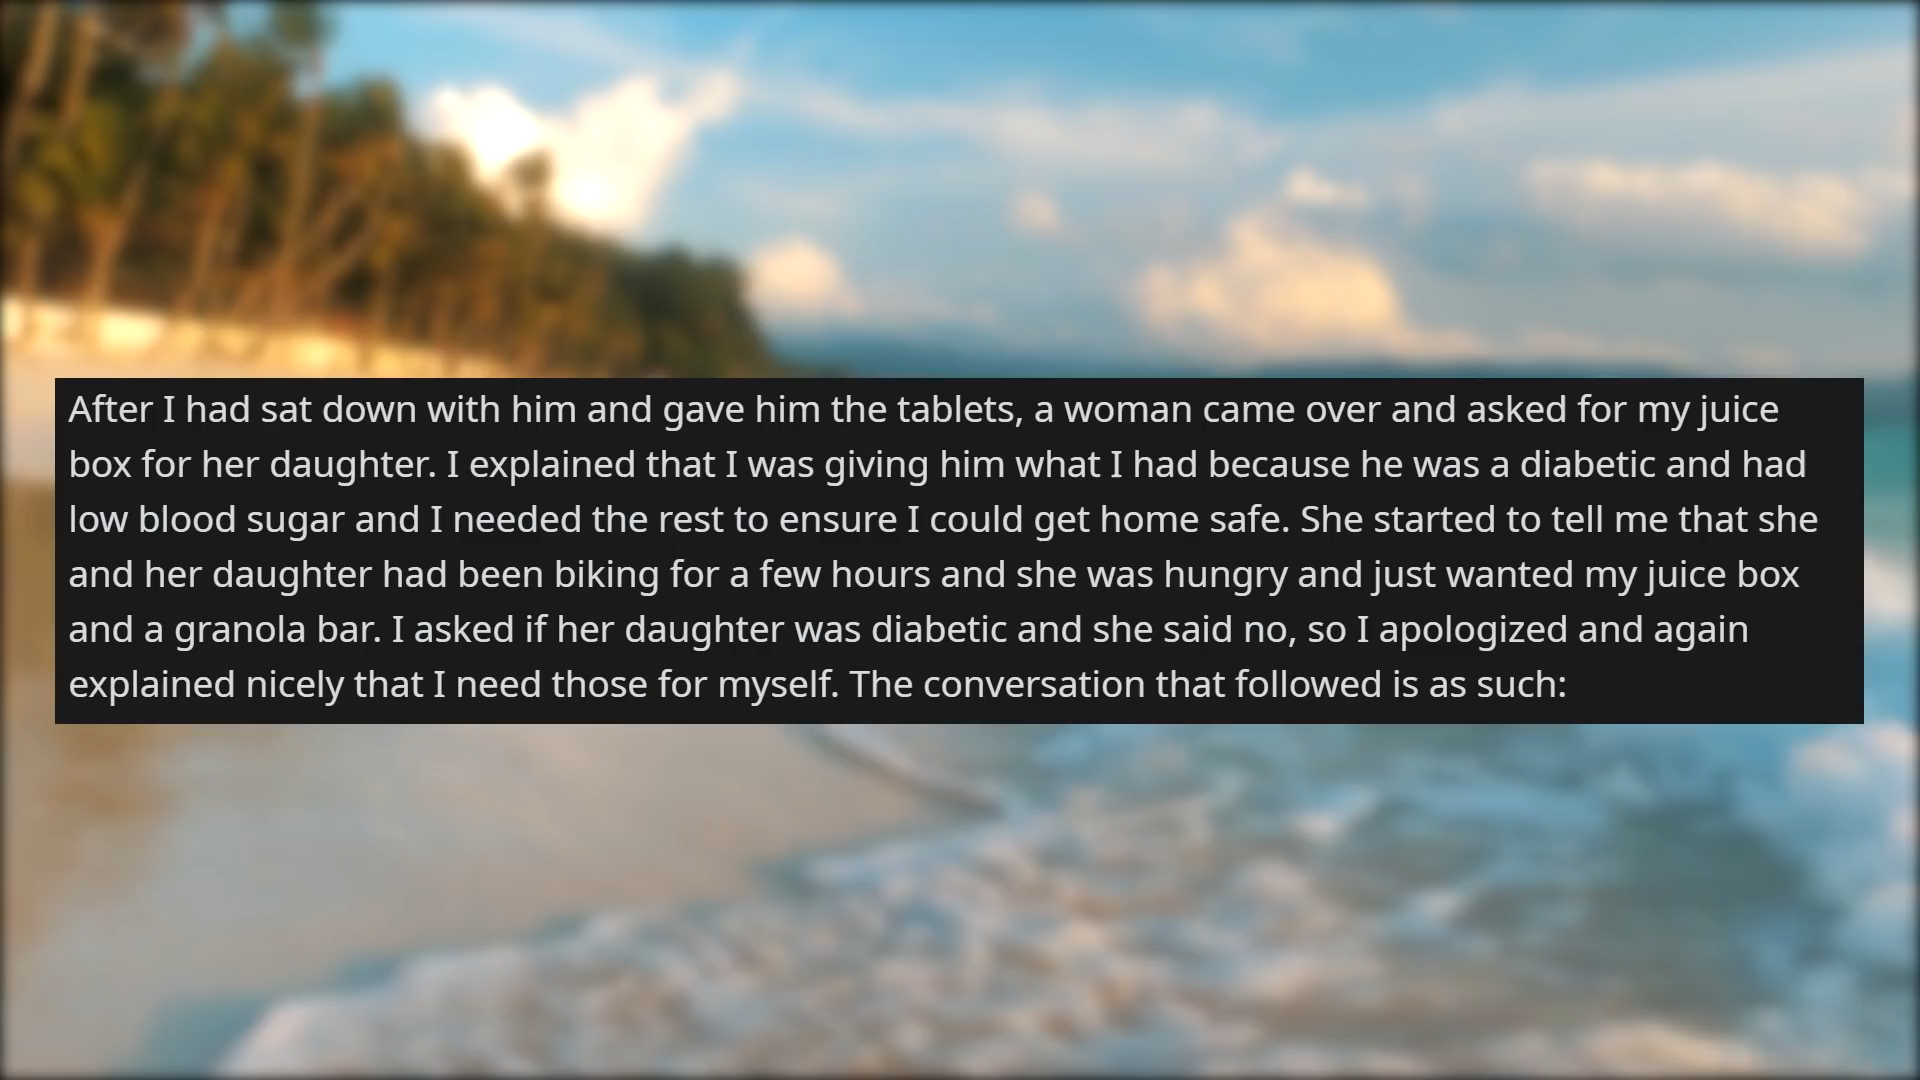 After I had sat down with him and gave him the tablets, a woman came over and asked for my juice
box for her daughter. I explained that I was giving him what I had because he was a diabetic and had
low blood sugar and I needed the rest to ensure I could get home safe. She started to tell me that she
and her daughter had been biking for a few hours and she was hungry and just wanted my juice box
and a granola bar. I asked if her daughter was diabetic and she said no, so I apologized and again
explained nicely that I need those for myself. The conversation that followed is as such: